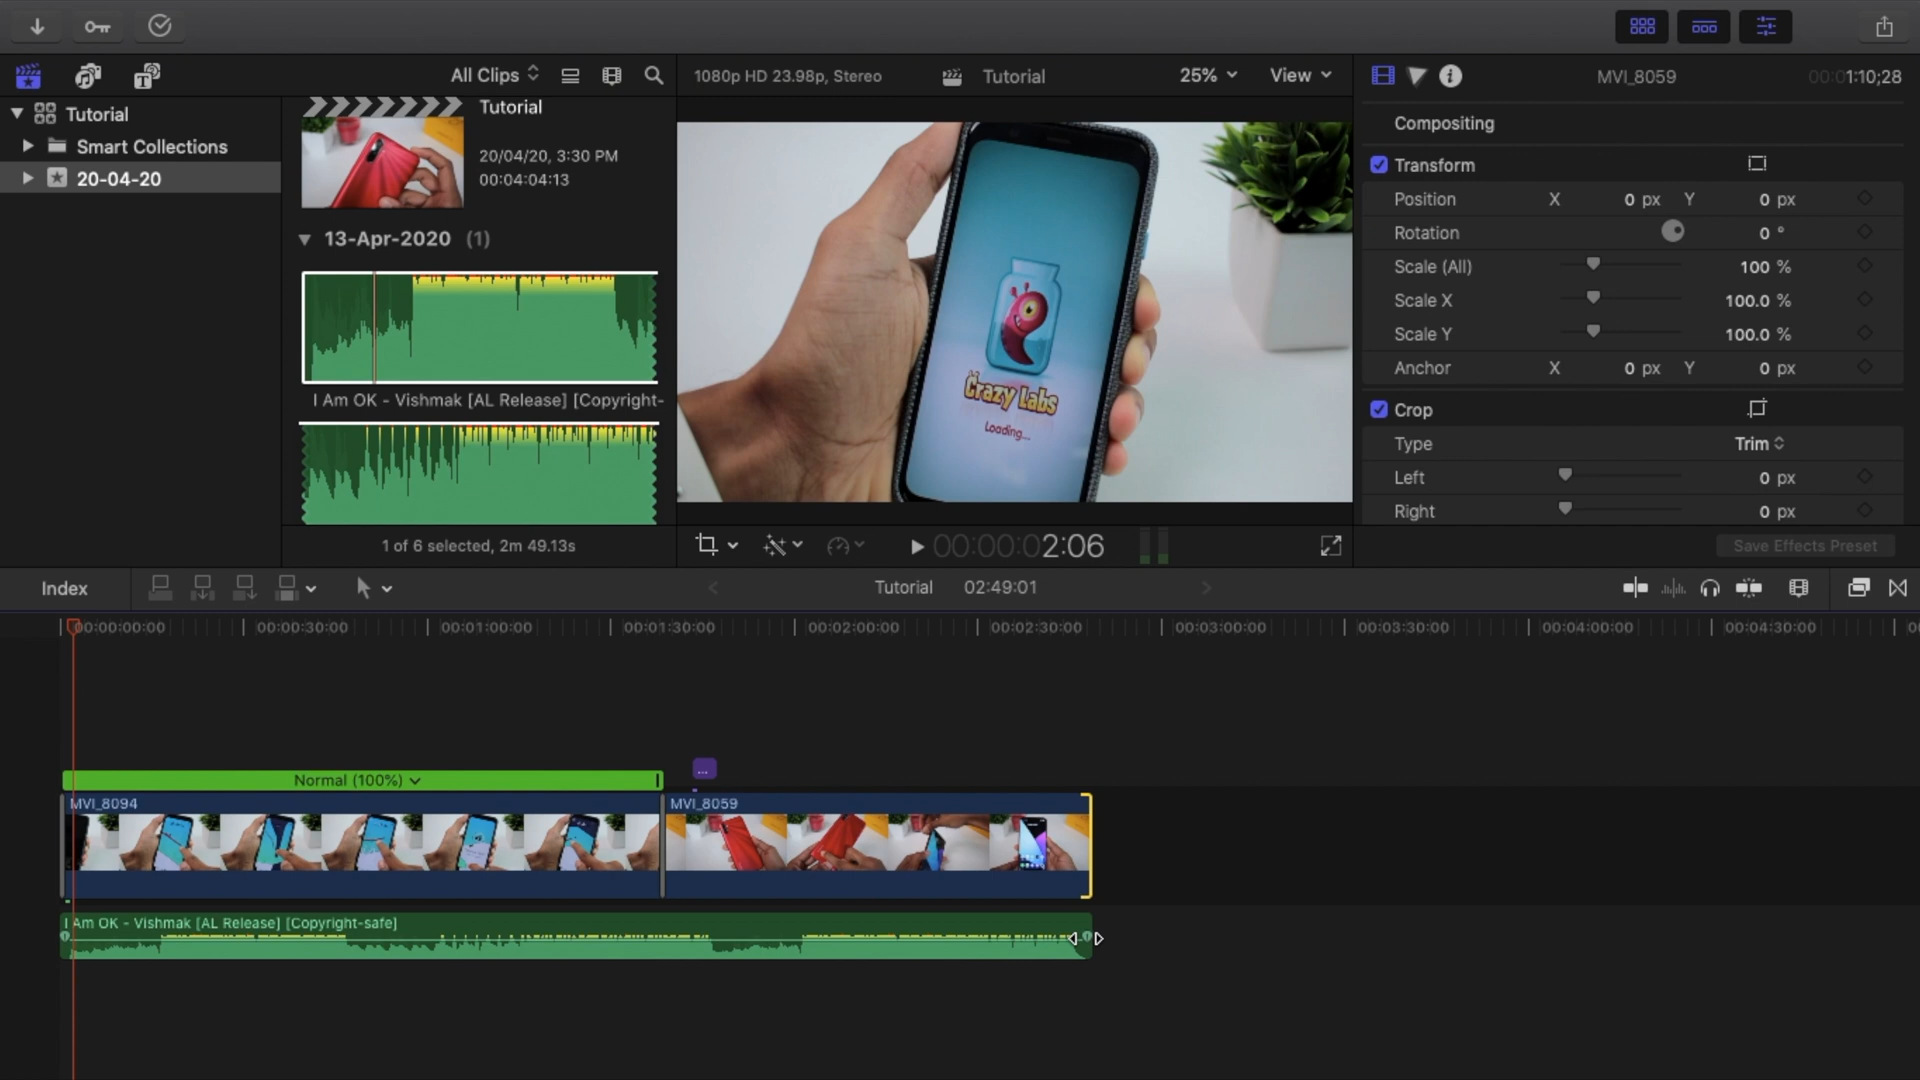 All Clips
1080p HD 23.98p, Stereo
Tutorial
25%
View
MVI_8059
00:01:10;28
Tutorial
Smart Collections
20-04-20
Tutorial
20/04/20, 3:30 PM
00:04:04:13
13-Apr-2020 (1)
I Am OK - Vishmak [AL Release] [Copyright-
1 of 6 selected, 2m 49.13s
Crazy Labs
Loading...
00:00:02:06
Compositing
Transform
Position X 0 px Y 0 px
Rotation 0 °
Scale (All) 100 %
Scale X 100.0 %
Scale Y 100.0 %
Anchor X 0 px Y 0 px
Crop
Type Trim
Left 0 px
Right 0 px
Save Effects Preset
Index
Tutorial 02:49:01
00:00:00:00 00:00:30:00 00:01:00:00 00:01:30:00 00:02:00:00 00:02:30:00 00:03:00:00 00:03:30:00 00:04:00:00 00:04:30:00
Normal (100%)
...
MVI_8094
MVI_8059
I Am OK - Vishmak [AL Release] [Copyright-safe]